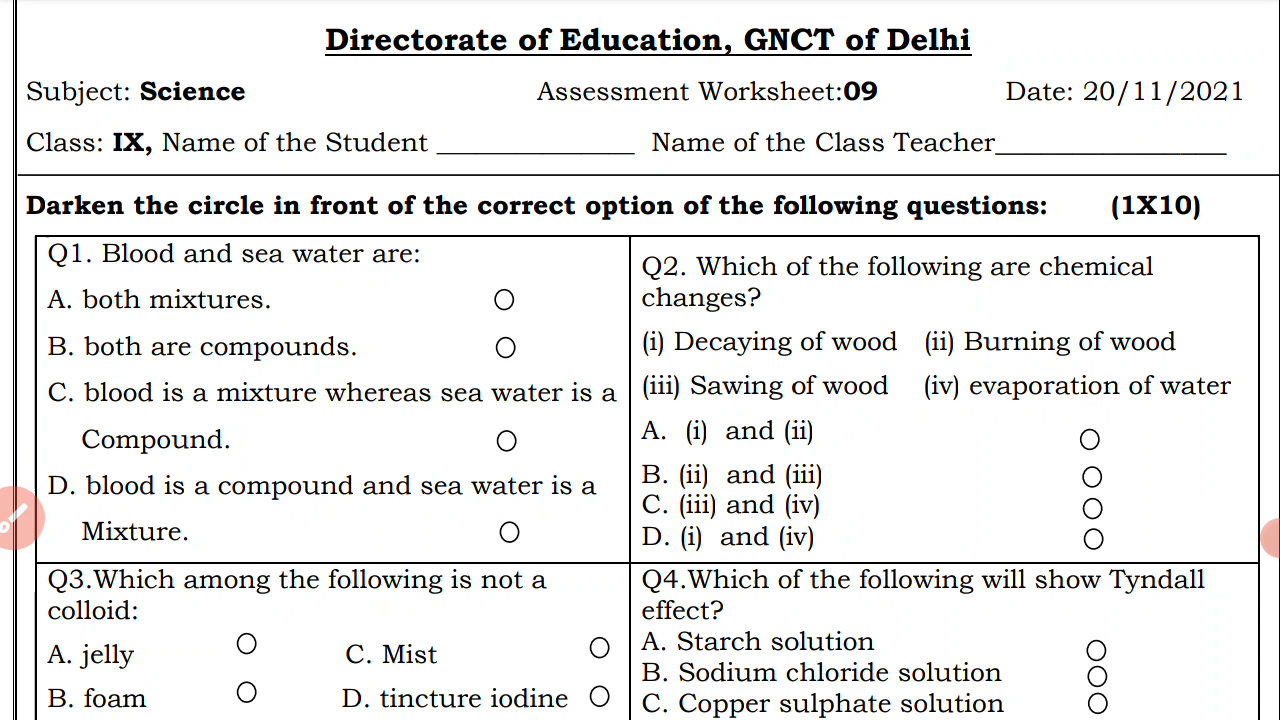 Directorate of Education, GNCT of Delhi
Subject: Science Assessment Worksheet:09 Date: 20/11/2021
Class: IX, Name of the Student ______________ Name of the Class Teacher_________________
Darken the circle in front of the correct option of the following questions: (1X10)
Q1. Blood and sea water are:
A. both mixtures.
B. both are compounds.
C. blood is a mixture whereas sea water is a
Compound.
D. blood is a compound and sea water is a
Mixture.
Q2. Which of the following are chemical
changes?
(i) Decaying of wood (ii) Burning of wood
(iii) Sawing of wood (iv) evaporation of water
A. (i) and (ii)
B. (ii) and (iii)
C. (iii) and (iv)
D. (i) and (iv)
Q3.Which among the following is not a
colloid:
A. jelly C. Mist
B. foam D. tincture iodine
Q4.Which of the following will show Tyndall
effect?
A. Starch solution
B. Sodium chloride solution
C. Copper sulphate solution